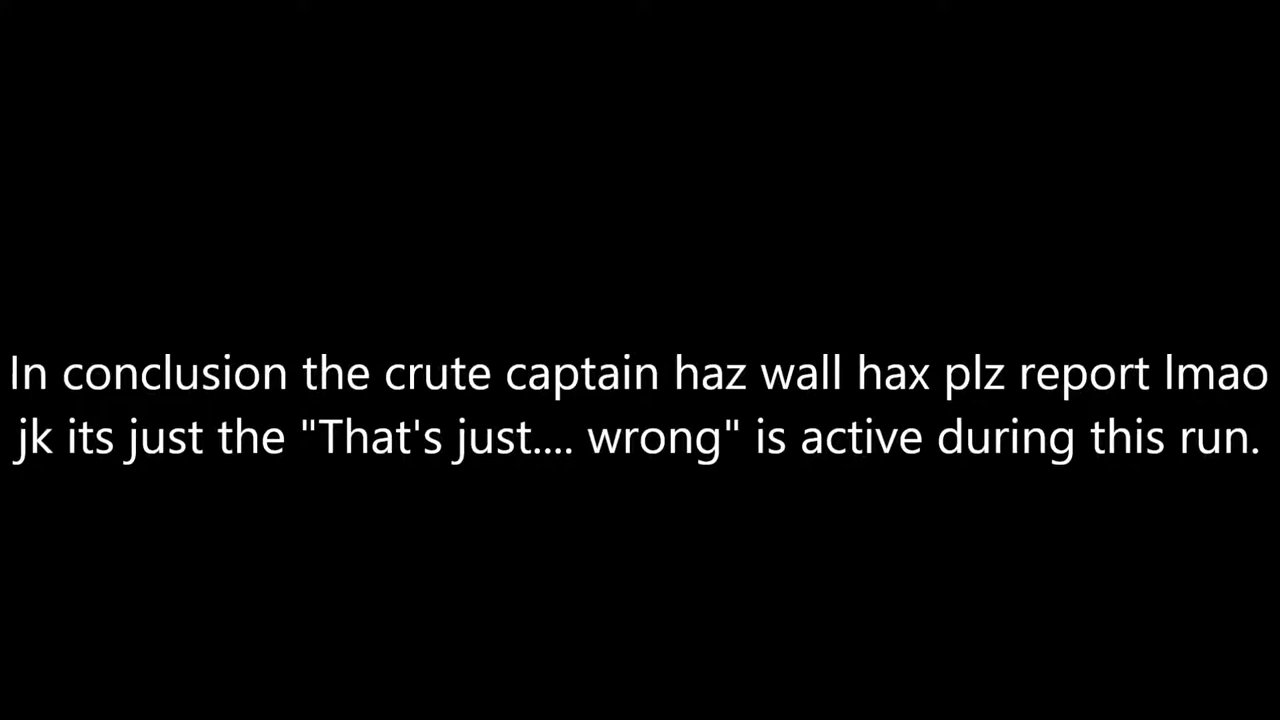 In conclusion the crute captain haz wall hax plz report lmao
jk its just the "That's just.... wrong" is active during this run.